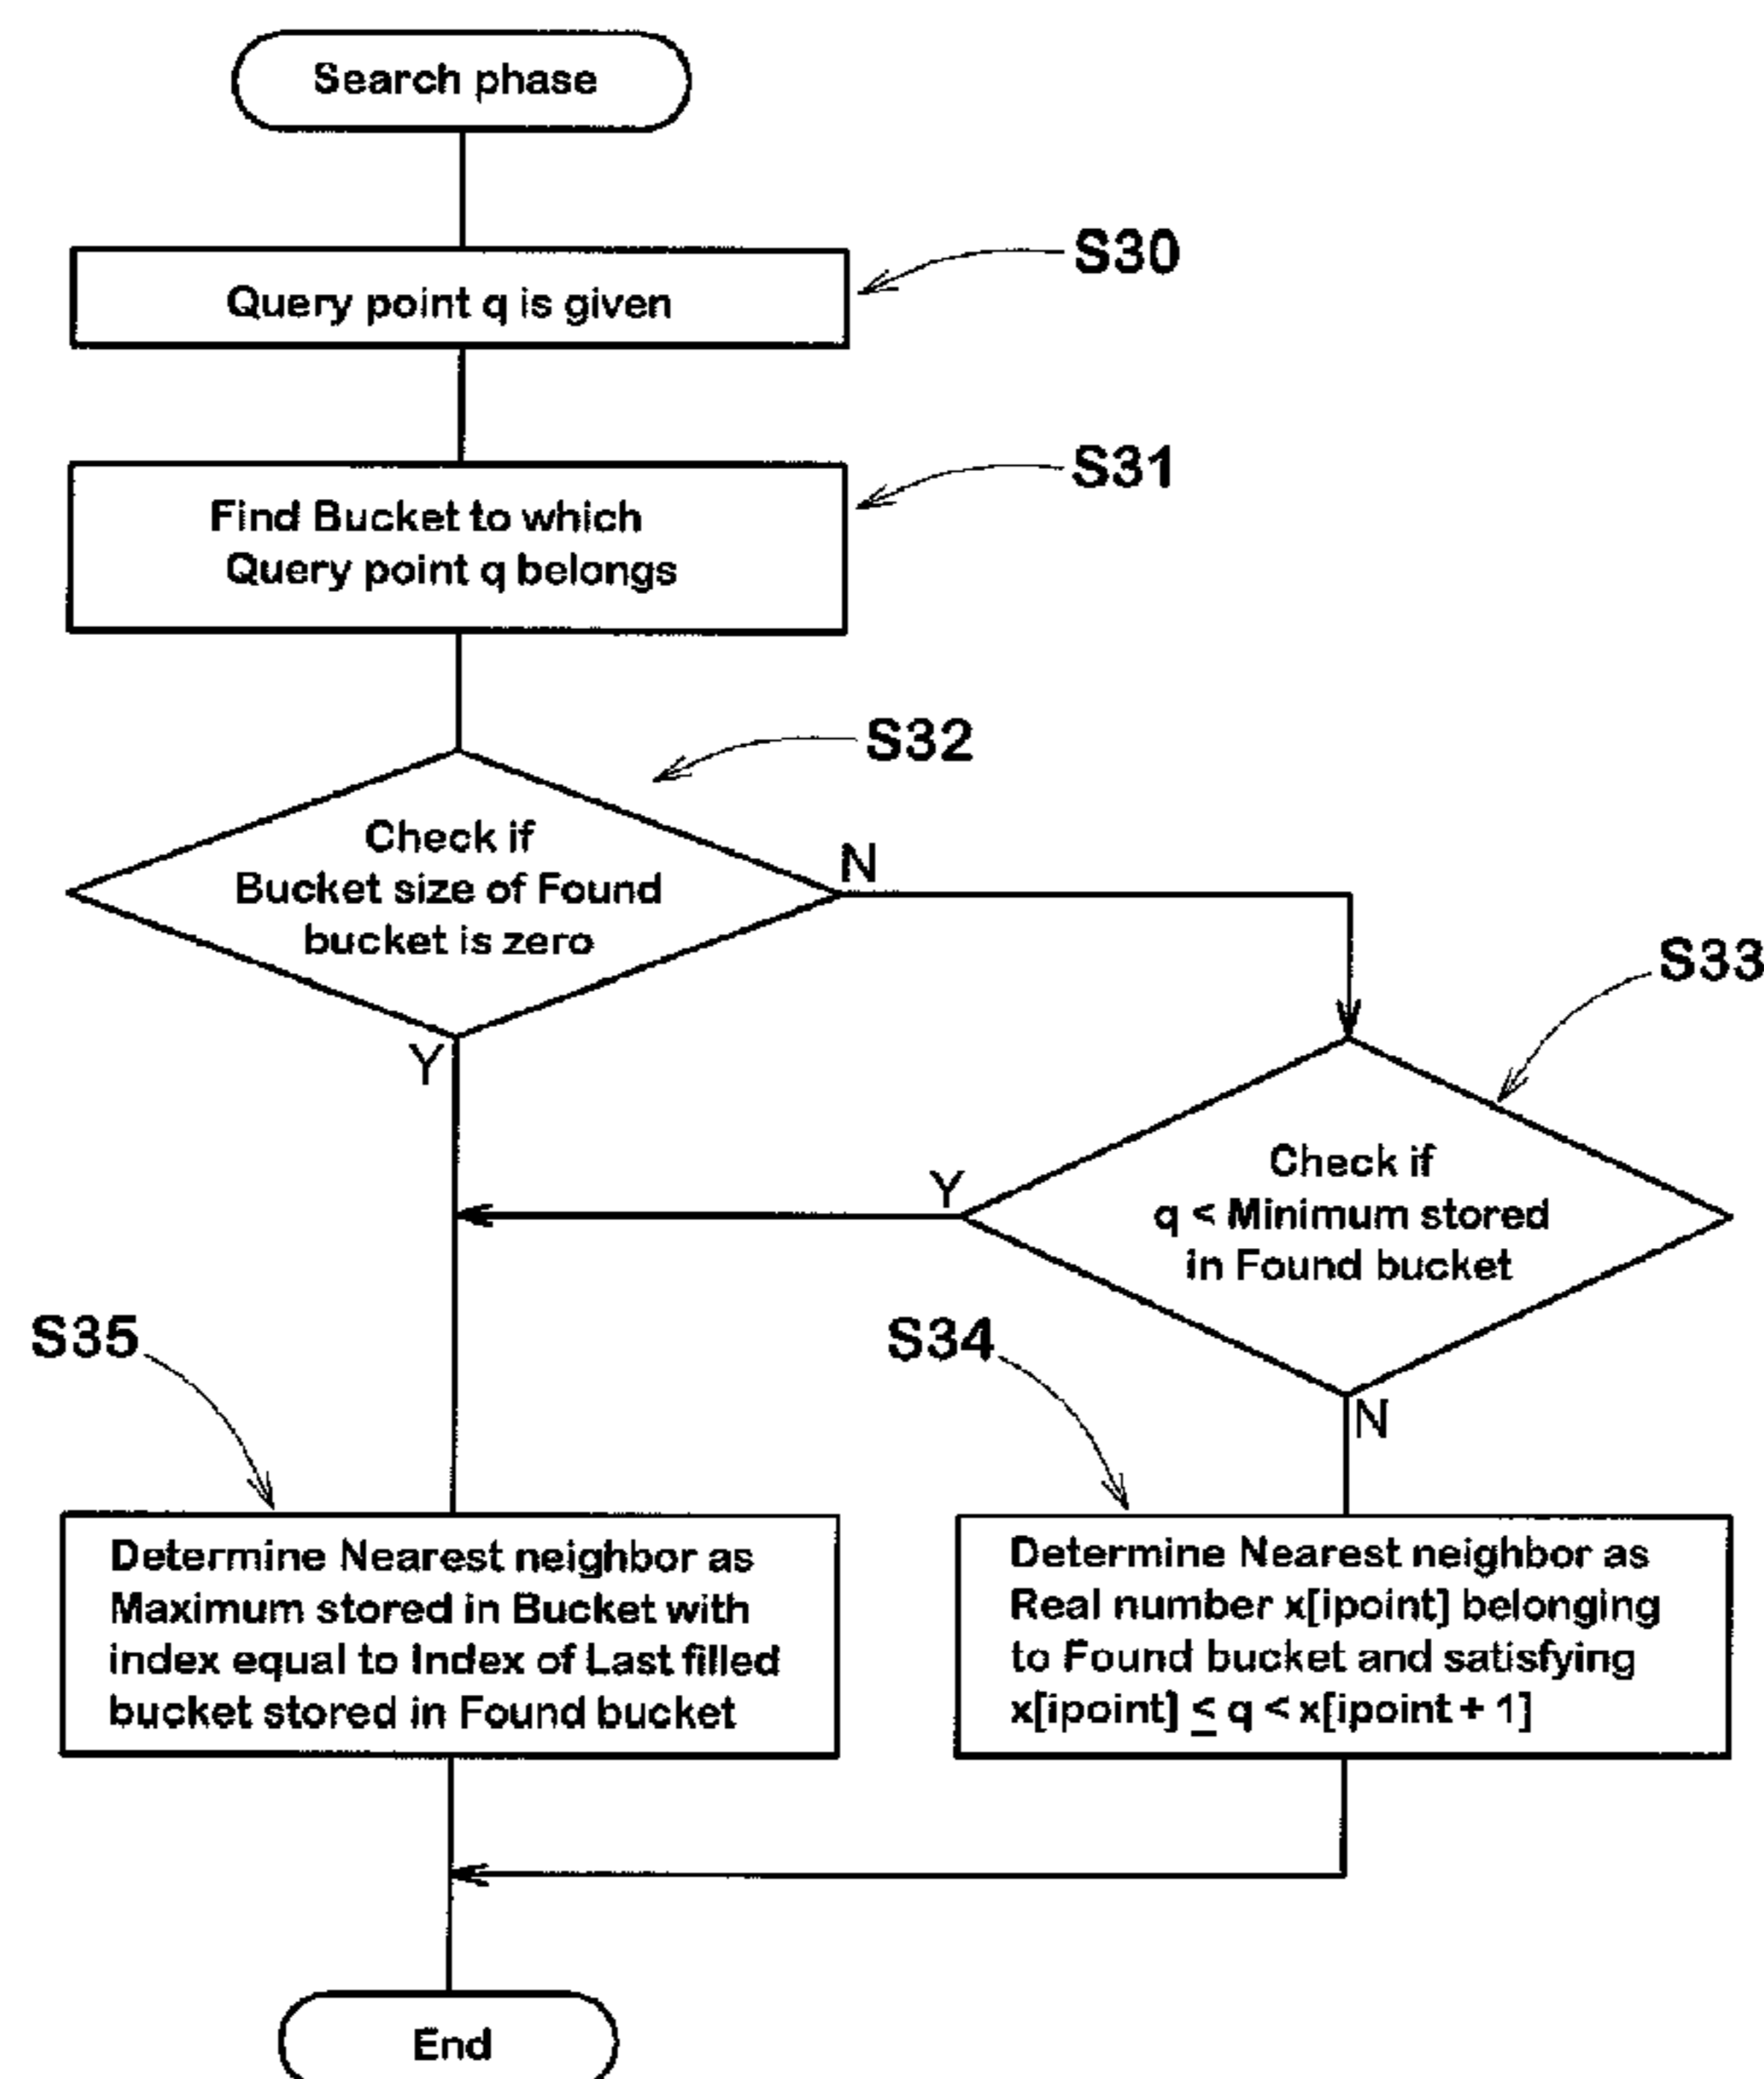 Search phase
Query point q is given
S30
Find Bucket to which
Query point q belongs
S31
S32
Check if
Bucket size of Found
bucket is zero
N
Y
S33
Check if
q < Minimum stored
in Found bucket
Y
N
S35
S34
Determine Nearest neighbor as
Maximum stored in Bucket with
index equal to Index of Last filled
bucket stored in Found bucket
Determine Nearest neighbor as
Real number x[ipoint] belonging
to Found bucket and satisfying
x[ipoint] ≤ q < x[ipoint + 1]
End